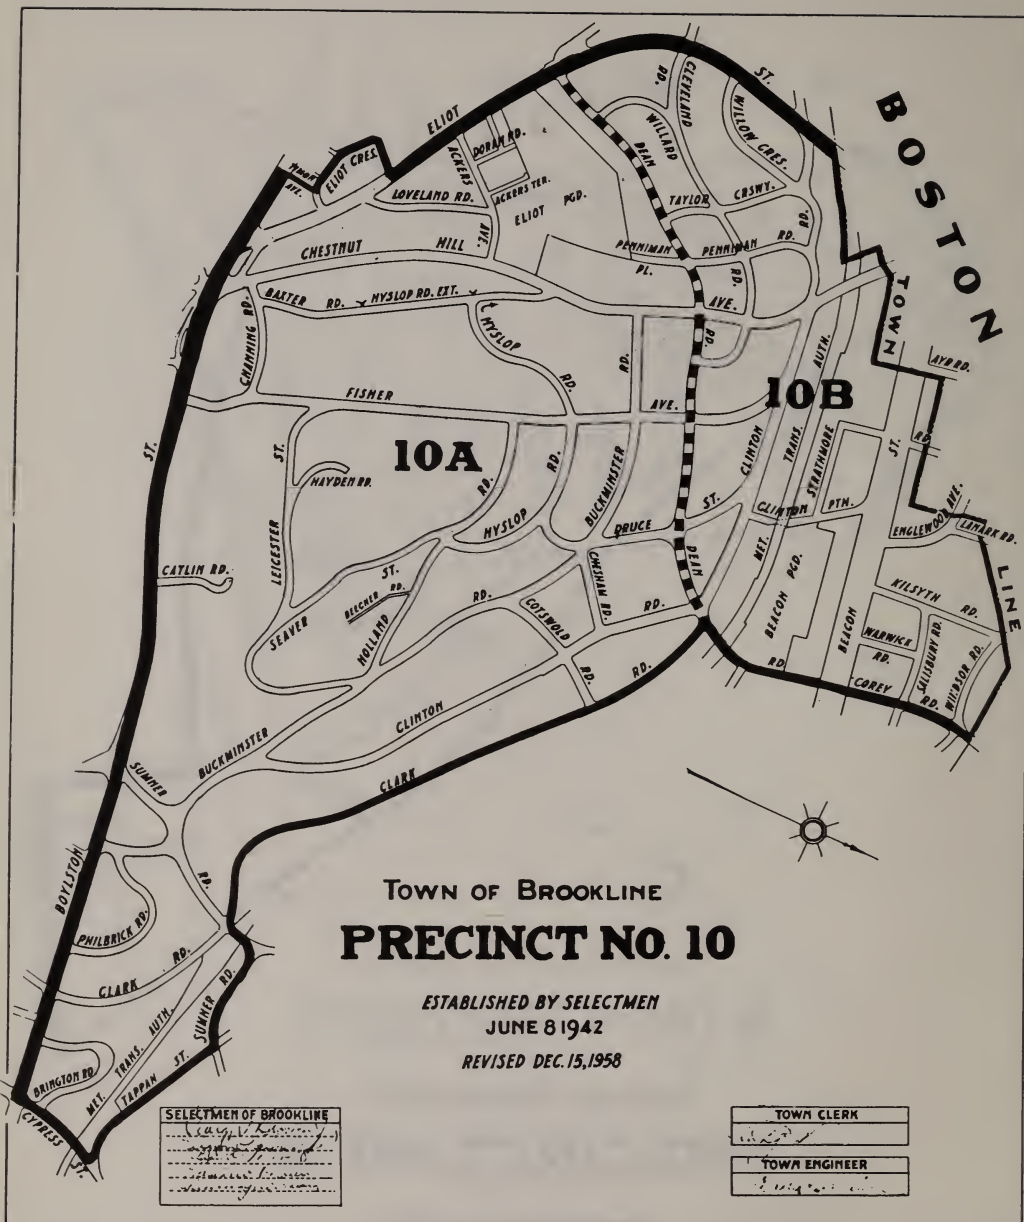 BOSTON
TOWN
LINE
ELIOT
ST.
ELIOT CRES.
AVE.
ACKERS
AVE.
DORAN RD.
ACKERS TER.
ELIOT PGD.
LOVELAND RD.
CHESTNUT
HILL
AVE.
RD.
CLEVELAND
WILLOW CRES.
WILLARD
DEAN
TAYLOR
CRSWY.
RD.
PENNIMAN
PL.
PENNIMAN
RD.
RD.
BAXTER
RD.
HYSLOP RD. EXT.
CHANNING RD.
HYSLOP
RD.
RD.
RD.
FISHER
AVE.
10A
10B
AYR RD.
RD.
ST.
HAYDEN RD.
LEICESTER
ST.
RD.
HYSLOP
RD.
BUCKMINSTER
DRUCE
ST.
DEAN
CLINTON
MET.
TRANS.
AUTH.
STRATHMORE
CLINTON
PTH.
ENGLEWOOD AVE.
LANARK RD.
KILSYTH
RD.
WARWICK
RD.
SALISBURY RD.
WINDSOR RD.
COREY
RD.
RD.
BEACON
ST.
BEACON PGD.
CATLIN RD.
SEAVER
ST.
BEECHER RD.
HOLLAND
RD.
CHESHAM RD.
RD.
COTSWOLD
RD.
RD.
CLINTON
CLARK
BUCKMINSTER
SUMNER
RD.
BOYLSTON
ST.
PHILBRICK RD.
CLARK
RD.
MET. TRANS. AUTH.
SUMNER RD.
TAPPAN ST.
BRINGTON RD
CYPRESS
ST.
TOWN OF BROOKLINE
PRECINCT NO. 10
ESTABLISHED BY SELECTMEN
JUNE 8 1942
REVISED DEC. 15, 1958
SELECTMEN OF BROOKLINE
TOWN CLERK
TOWN ENGINEER